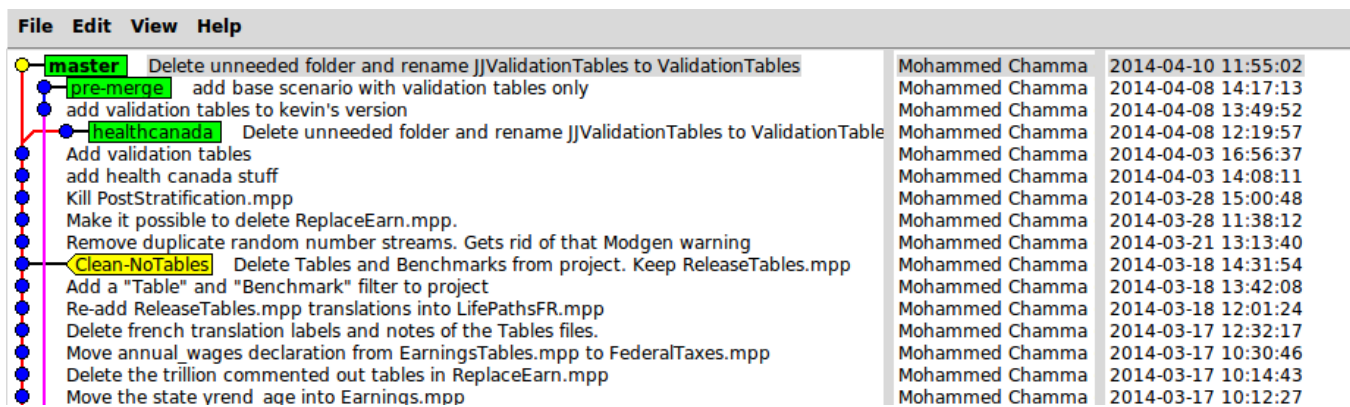 File Edit View Help
master Delete unneeded folder and rename JJValidationTables to ValidationTables Mohammed Chamma 2014-04-10 11:55:02
pre-merge add base scenario with validation tables only Mohammed Chamma 2014-04-08 14:17:13
add validation tables to kevin's version Mohammed Chamma 2014-04-08 13:49:52
healthcanada Delete unneeded folder and rename JJValidationTables to ValidationTable Mohammed Chamma 2014-04-08 12:19:57
Add validation tables Mohammed Chamma 2014-04-03 16:56:37
add health canada stuff Mohammed Chamma 2014-04-03 14:08:11
Kill PostStratification.mpp Mohammed Chamma 2014-03-28 15:00:48
Make it possible to delete ReplaceEarn.mpp. Mohammed Chamma 2014-03-28 11:38:12
Remove duplicate random number streams. Gets rid of that Modgen warning Mohammed Chamma 2014-03-21 13:13:40
Clean-NoTables Delete Tables and Benchmarks from project. Keep ReleaseTables.mpp Mohammed Chamma 2014-03-18 14:31:54
Add a "Table" and "Benchmark" filter to project Mohammed Chamma 2014-03-18 13:42:08
Re-add ReleaseTables.mpp translations into LifePathsFR.mpp Mohammed Chamma 2014-03-18 12:01:24
Delete french translation labels and notes of the Tables files. Mohammed Chamma 2014-03-17 12:32:17
Move annual_wages declaration from EarningsTables.mpp to FederalTaxes.mpp Mohammed Chamma 2014-03-17 10:30:46
Delete the trillion commented out tables in ReplaceEarn.mpp Mohammed Chamma 2014-03-17 10:14:43
Move the state yrend_age into Earnings.mpp Mohammed Chamma 2014-03-17 10:12:27